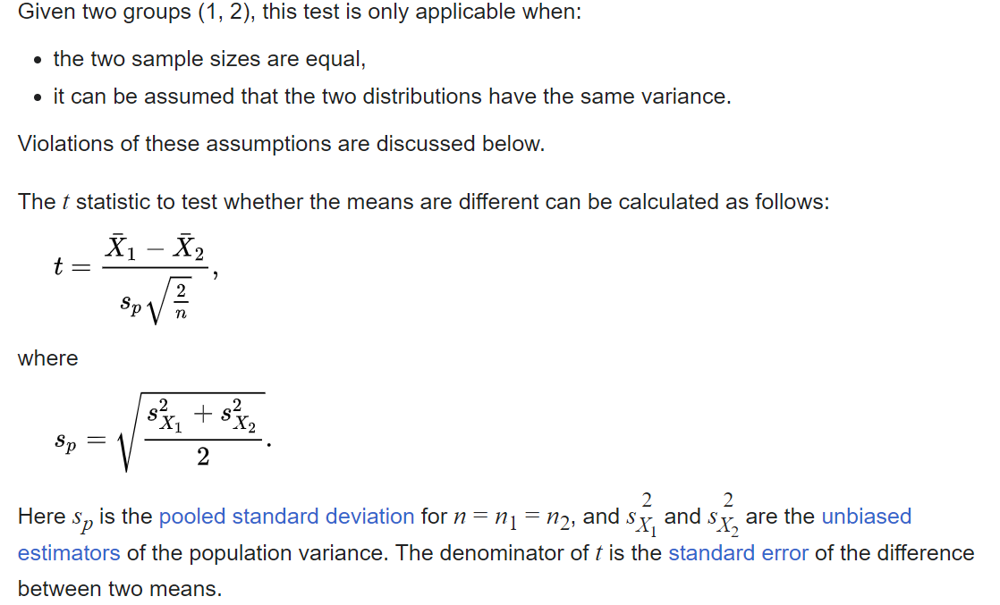 Given two groups (1, 2), this test is only applicable when:
• the two sample sizes are equal,
• it can be assumed that the two distributions have the same variance.
Violations of these assumptions are discussed below.
The t statistic to test whether the means are different can be calculated as follows:
$t = \frac{\bar{X}_1 - \bar{X}_2}{s_p \sqrt{\frac{2}{n}}},$
where
$s_p = \sqrt{\frac{s_{X_1}^2 + s_{X_2}^2}{2}}.$
Here $s_p$ is the pooled standard deviation for $n = n_1 = n_2$, and $s_{X_1}^2$ and $s_{X_2}^2$ are the unbiased
estimators of the population variance. The denominator of t is the standard error of the difference
between two means.